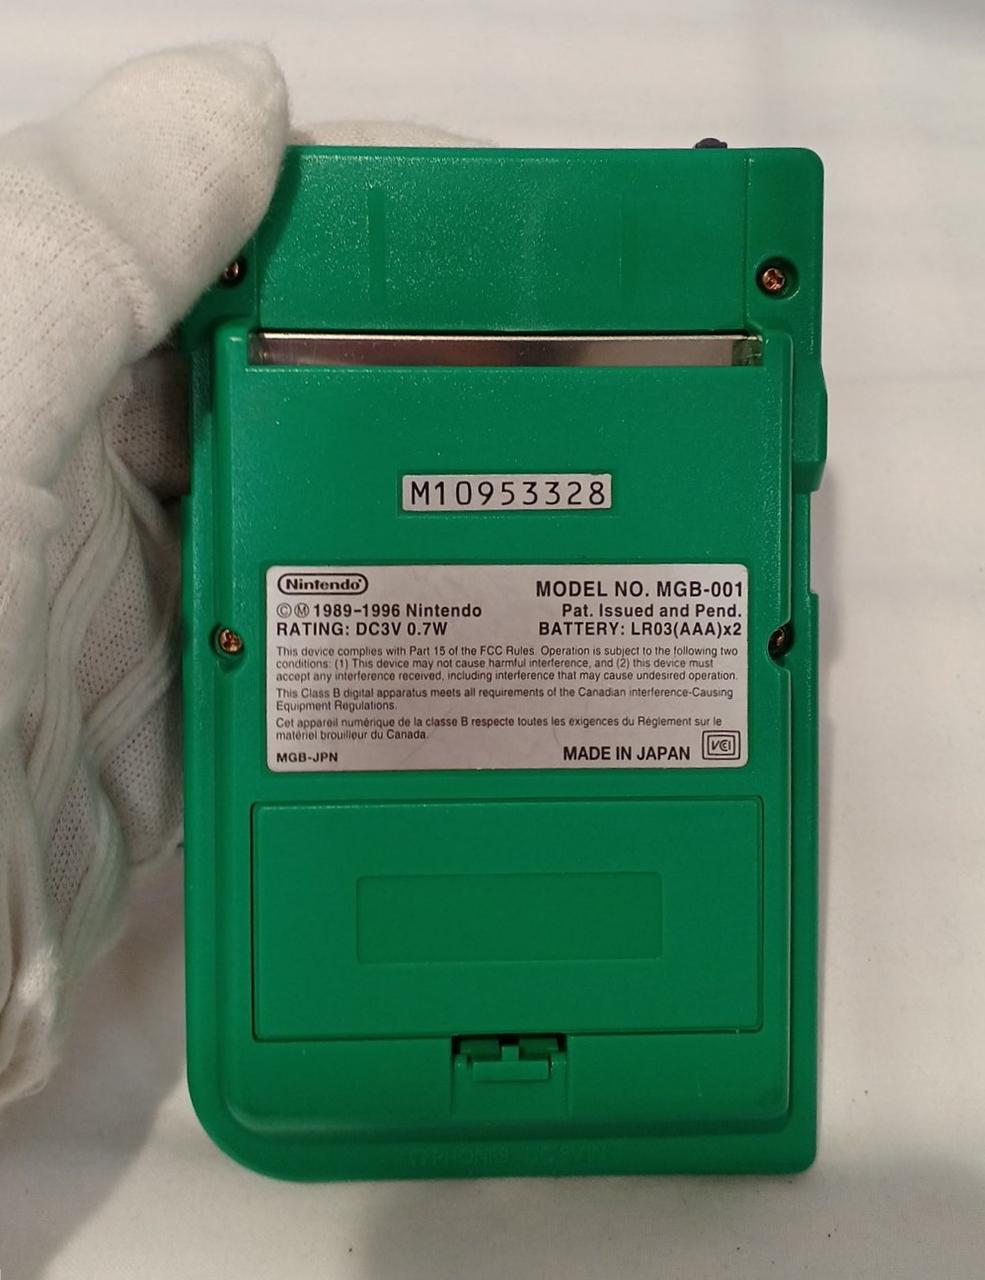 M10953328
Nintendo
MODEL NO. MGB-001
©Ⓜ 1989-1996 Nintendo
Pat. Issued and Pend.
RATING: DC3V 0.7W
BATTERY: LR03(AAA)x2
This device complies with Part 15 of the FCC Rules. Operation is subject to the following two
conditions: (1) This device may not cause harmful interference, and (2) this device must
accept any interference received, including interference that may cause undesired operation.
This Class B digital apparatus meets all requirements of the Canadian interference-Causing
Equipment Regulations.
Cet appareil numérique de la classe B respecte toutes les exigences du Réglement sur le
matériel brouilleur du Canada.
MGB-JPN
MADE IN JAPAN
VCI
PHONES DC3V IN